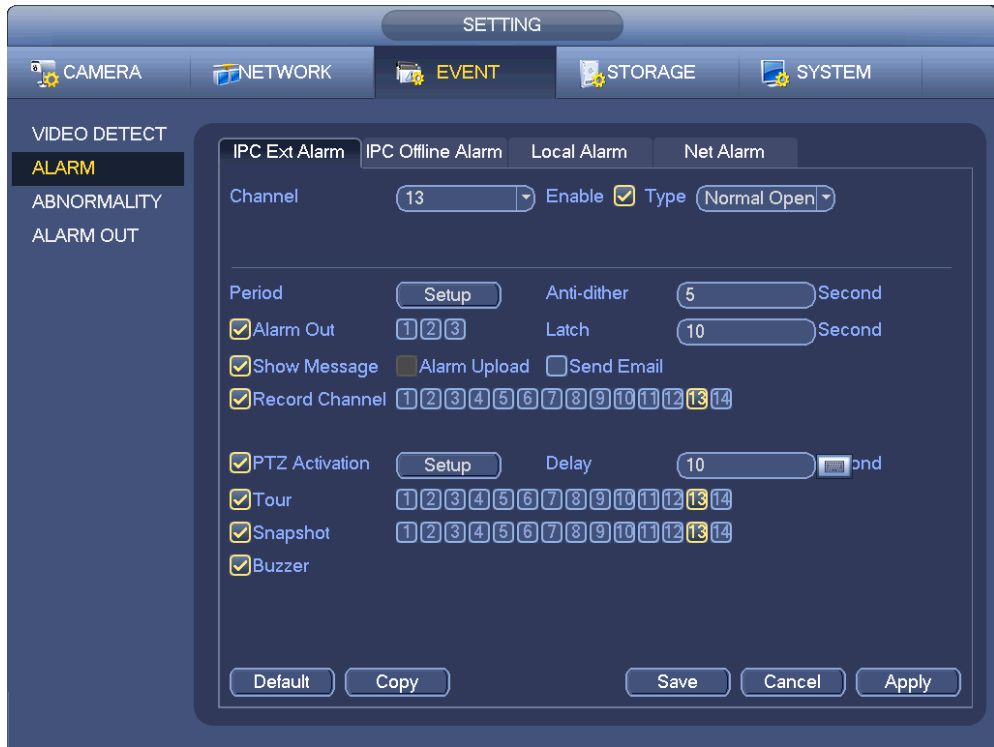 SETTING
CAMERA NETWORK EVENT STORAGE SYSTEM
VIDEO DETECT
ALARM
ABNORMALITY
ALARM OUT
IPC Ext Alarm IPC Offline Alarm Local Alarm Net Alarm
Channel 13 Enable Type Normal Open
Period Setup Anti-dither 5 Second
Alarm Out 1 2 3 Latch 10 Second
Show Message Alarm Upload Send Email
Record Channel 1 2 3 4 5 6 7 8 9 10 11 12 13 14
PTZ Activation Setup Delay 10 ond
Tour 1 2 3 4 5 6 7 8 9 10 11 12 13 14
Snapshot 1 2 3 4 5 6 7 8 9 10 11 12 13 14
Buzzer
Default Copy Save Cancel Apply